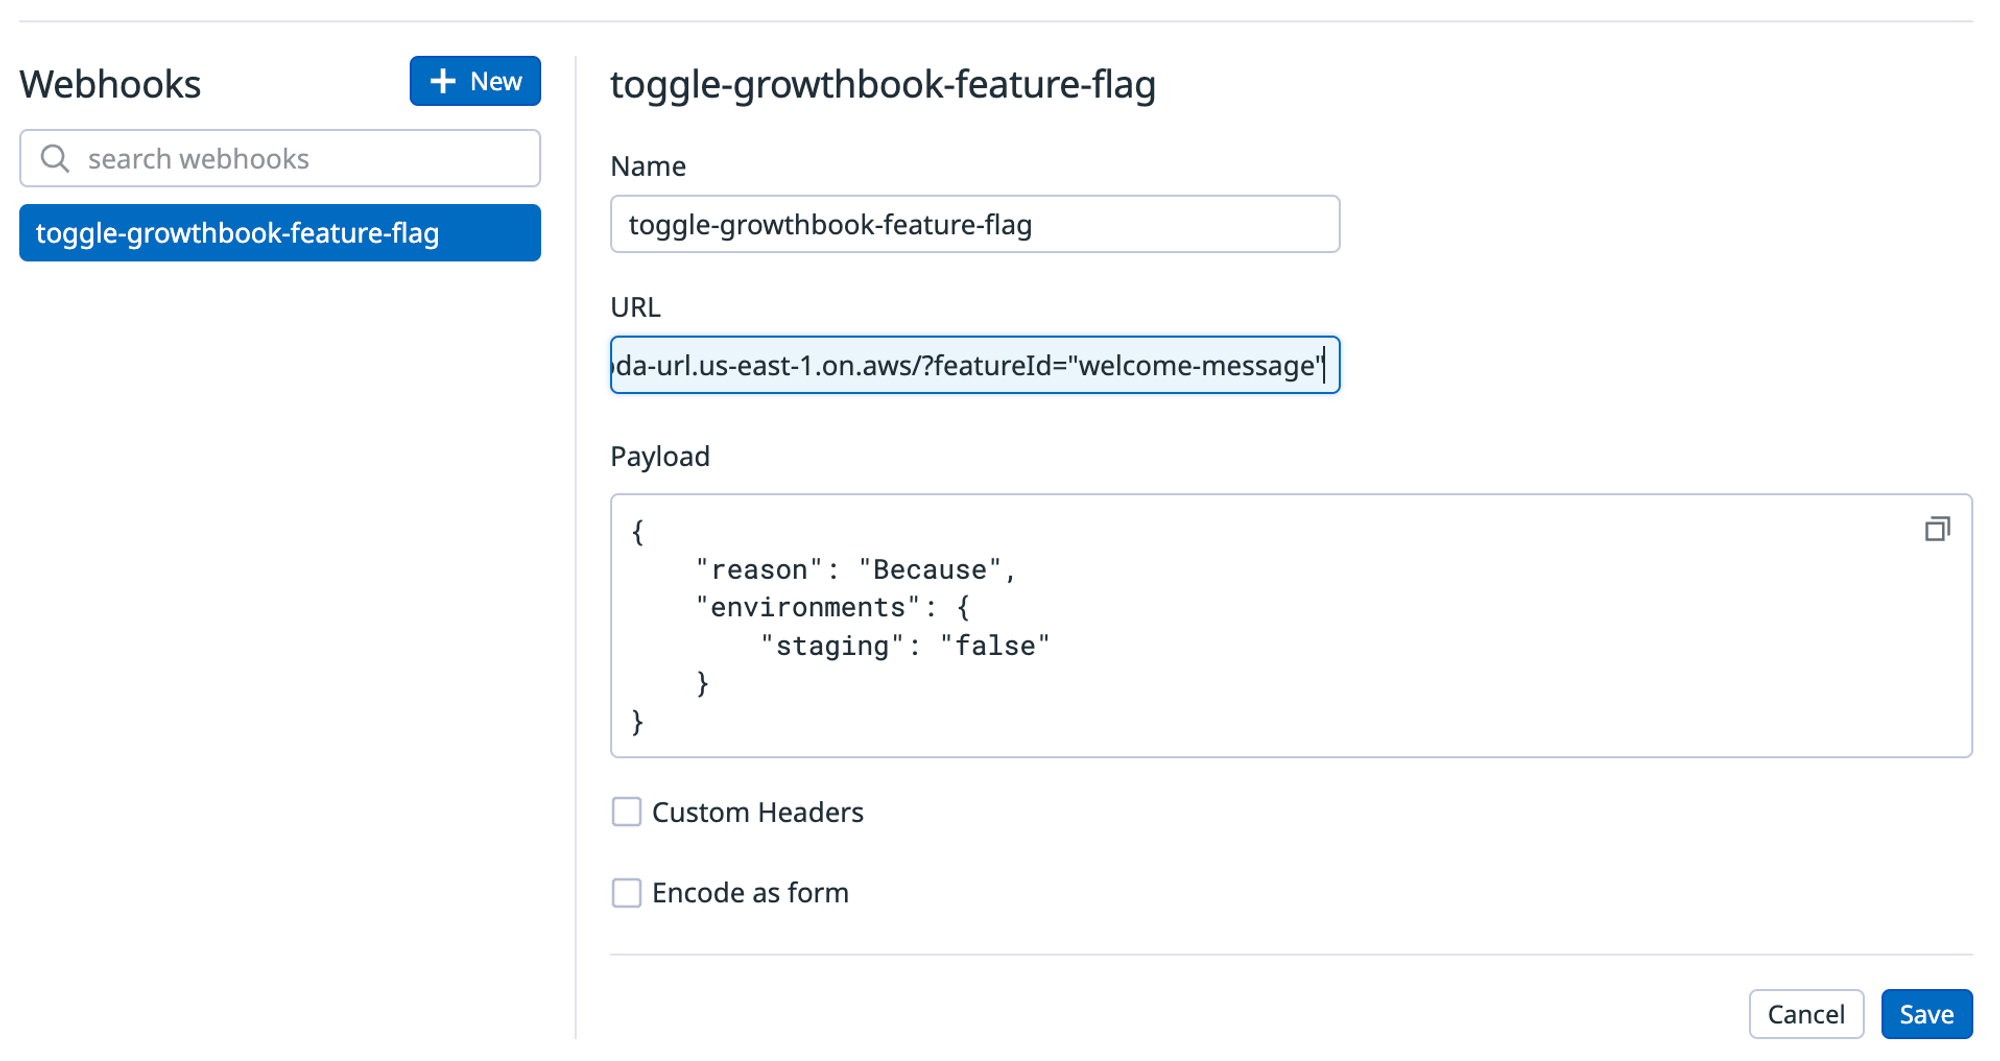 Webhooks
New
search webhooks
toggle-growthbook-feature-flag
toggle-growthbook-feature-flag
Name
toggle-growthbook-feature-flag
URL
da-url.us-east-1.on.aws/?featureId="welcome-message"
Payload
{
    "reason": "Because",
    "environments": {
        "staging": "false"
    }
}
Custom Headers
Encode as form
Cancel
Save